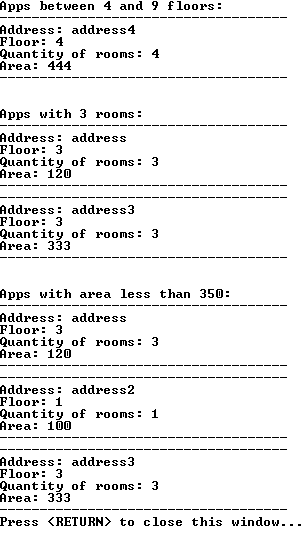 Apps between 4 and 9 floors:
------------------------------------
Address: address4
Floor: 4
Quantity of rooms: 4
Area: 444
------------------------------------
Apps with 3 rooms:
------------------------------------
Address: address
Floor: 3
Quantity of rooms: 3
Area: 120
------------------------------------
------------------------------------
Address: address3
Floor: 3
Quantity of rooms: 3
Area: 333
------------------------------------
Apps with area less than 350:
------------------------------------
Address: address
Floor: 3
Quantity of rooms: 3
Area: 120
------------------------------------
------------------------------------
Address: address2
Floor: 1
Quantity of rooms: 1
Area: 100
------------------------------------
------------------------------------
Address: address3
Floor: 3
Quantity of rooms: 3
Area: 333
------------------------------------
Press <RETURN> to close this window...